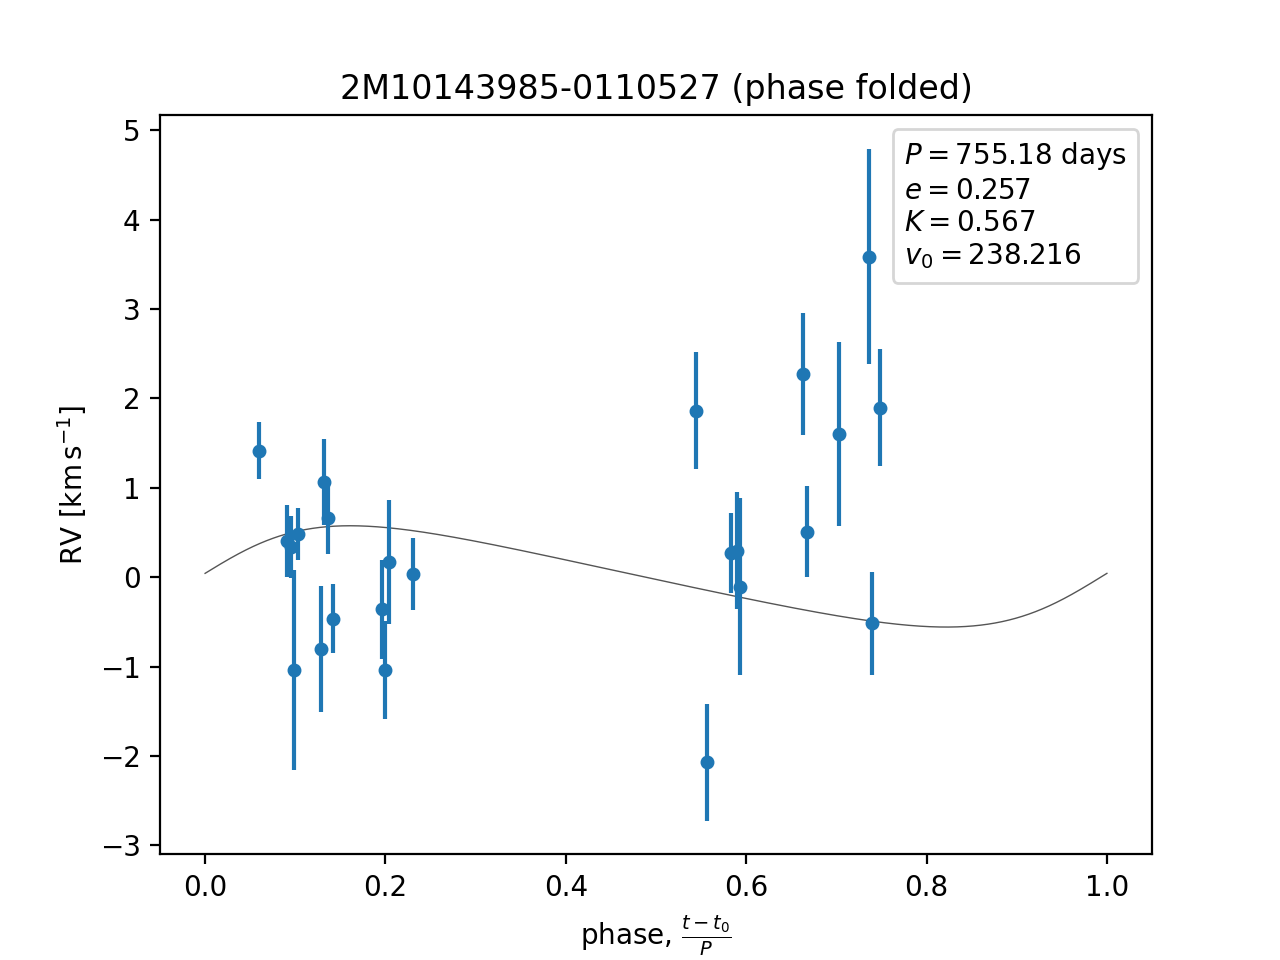 2M10143985-0110527 (phase folded)
P = 755.18 days
e = 0.257
K = 0.567
v₀ = 238.216
5
4
3
2
1
0
−1
−2
−3
RV [km s⁻¹]
0.0 0.2 0.4 0.6 0.8 1.0
phase, (t − t₀)/P